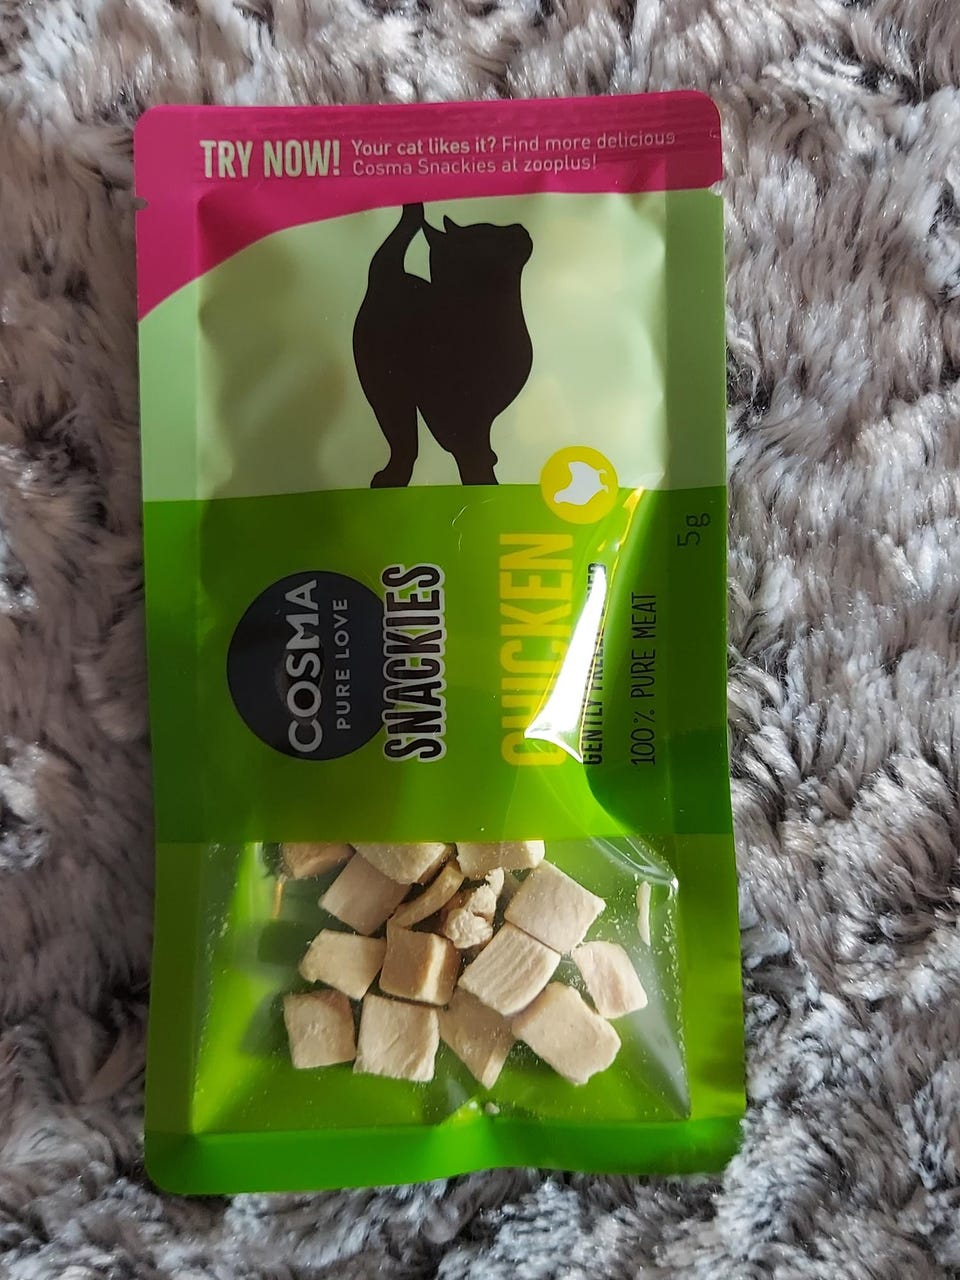 TRY NOW!
Your cat likes it? Find more delicious
Cosma Snackies at zooplus!
COSMA
PURE LOVE
SNACKIES
CHICKEN
GENTLY
100% PURE MEAT
5g